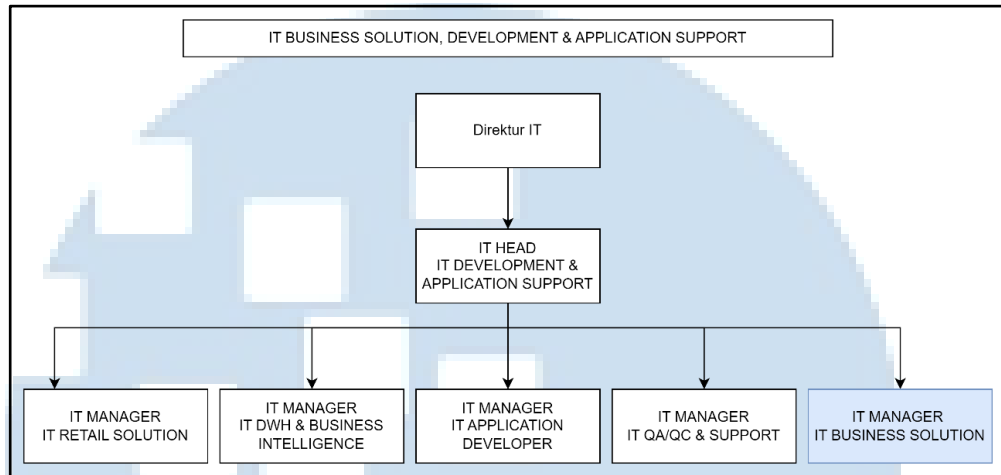 IT BUSINESS SOLUTION, DEVELOPMENT & APPLICATION SUPPORT
Direktur IT
IT HEAD
IT DEVELOPMENT &
APPLICATION SUPPORT
IT MANAGER
IT RETAIL SOLUTION
IT MANAGER
IT DWH & BUSINESS
INTELLIGENCE
IT MANAGER
IT APPLICATION
DEVELOPER
IT MANAGER
IT QA/QC & SUPPORT
IT MANAGER
IT BUSINESS SOLUTION